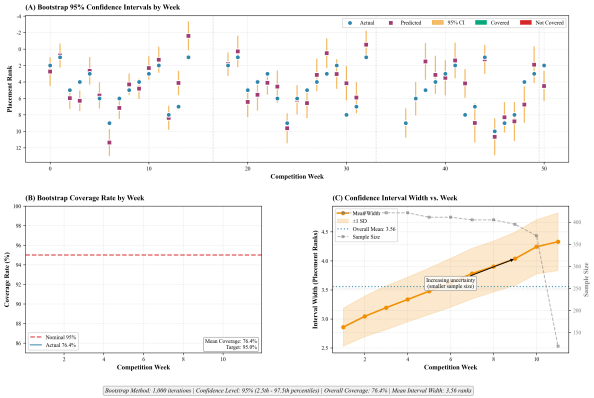 (A) Bootstrap 95% Confidence Intervals by Week
Actual
Predicted
95% CI
Covered
Not Covered
-4
-2
0
2
4
6
8
10
12
Placement Rank
0
10
20
30
40
50
Competition Week
(B) Bootstrap Coverage Rate by Week
100
98
96
94
92
90
88
86
Coverage Rate (%)
Nominal 95%
Actual 76.4%
Mean Coverage: 76.4%
Target: 95.0%
2
4
6
8
10
Competition Week
(C) Confidence Interval Width vs. Week
Mean Width
±1 SD
Overall Mean: 3.56
Sample Size
4.5
4.0
3.5
3.0
2.5
Interval Width (Placement Ranks)
Increasing uncertainty
(smaller sample size)
400
350
300
250
200
150
Sample Size
2
4
6
8
10
Competition Week
Bootstrap Method: 1,000 iterations | Confidence Level: 95% (2.5th - 97.5th percentiles) | Overall Coverage: 76.4% | Mean Interval Width: 3.56 ranks